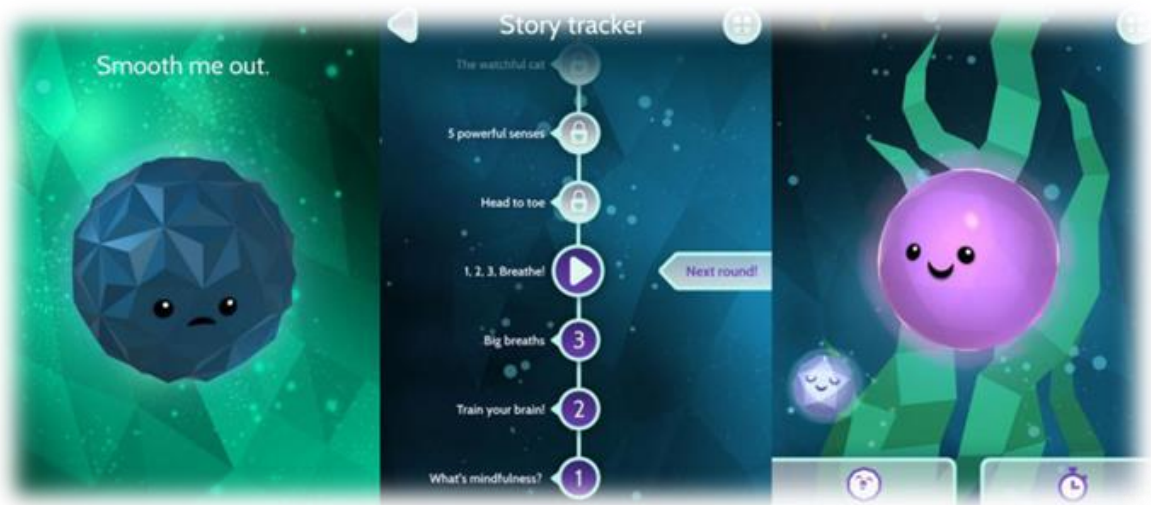 Smooth me out.
Story tracker
The watchful cat
5 powerful senses
Head to toe
1, 2, 3, Breathe!
Next round!
Big breaths
3
Train your brain!
2
What's mindfulness?
1